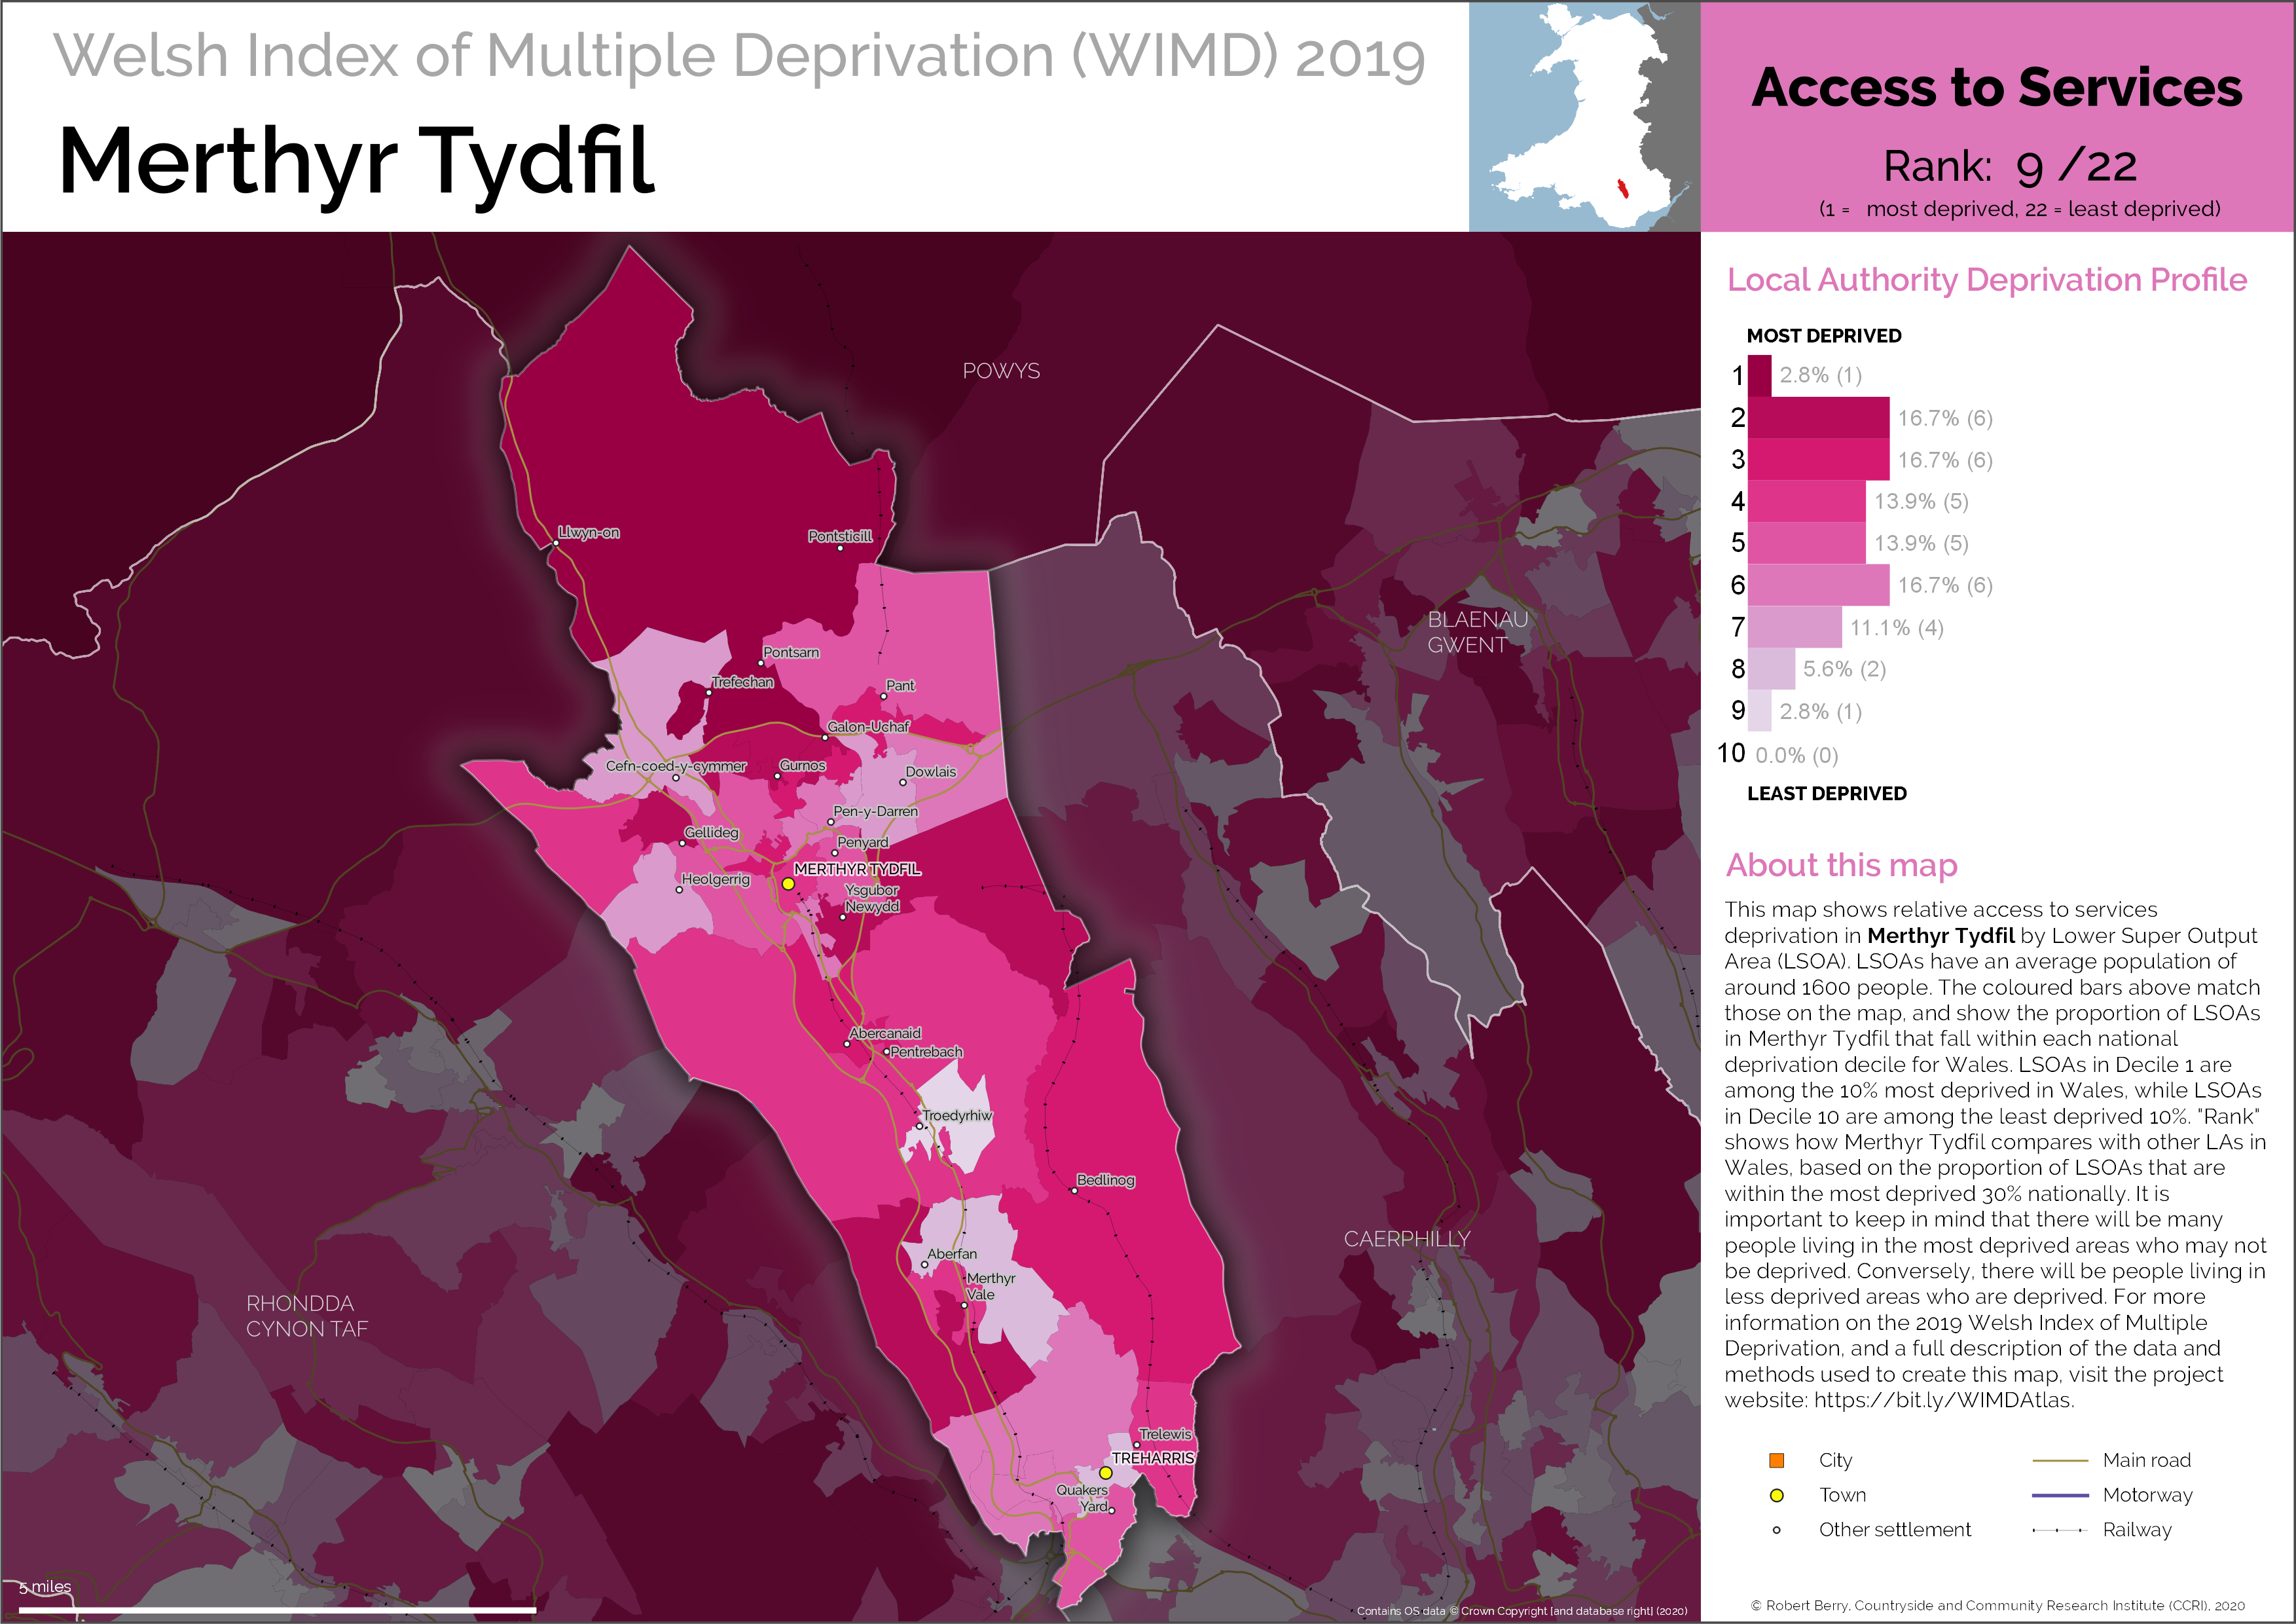 Welsh Index of Multiple Deprivation (WIMD) 2019
Merthyr Tydfil
Access to Services
Rank: 9 /22
(1 = most deprived, 22 = least deprived)
POWYS
Llwyn-on
Pontsticill
BLAENAU
GWENT
Pontsarn
Trefechan
Pant
Galon-Uchaf
Cefn-coed-y-cymmer
Gurnos
Dowlais
Pen-y-Darren
Gellideg
Penyard
MERTHYR TYDFIL
Heolgerrig
Ysgubor
Newydd
Abercanaid
Pentrebach
Troedyrhiw
Bedlinog
CAERPHILLY
Aberfan
Merthyr
Vale
RHONDDA
CYNON TAF
Trelewis
TREHARRIS
Quakers
Yard
5 miles
Contains OS data © Crown Copyright [and database right] (2020)
Local Authority Deprivation Profile
MOST DEPRIVED
1 2.8% (1)
2 16.7% (6)
3 16.7% (6)
4 13.9% (5)
5 13.9% (5)
6 16.7% (6)
7 11.1% (4)
8 5.6% (2)
9 2.8% (1)
10 0.0% (0)
LEAST DEPRIVED
About this map
This map shows relative access to services
deprivation in Merthyr Tydfil by Lower Super Output
Area (LSOA). LSOAs have an average population of
around 1600 people. The coloured bars above match
those on the map, and show the proportion of LSOAs
in Merthyr Tydfil that fall within each national
deprivation decile for Wales. LSOAs in Decile 1 are
among the 10% most deprived in Wales, while LSOAs
in Decile 10 are among the least deprived 10%. "Rank"
shows how Merthyr Tydfil compares with other LAs in
Wales, based on the proportion of LSOAs that are
within the most deprived 30% nationally. It is
important to keep in mind that there will be many
people living in the most deprived areas who may not
be deprived. Conversely, there will be people living in
less deprived areas who are deprived. For more
information on the 2019 Welsh Index of Multiple
Deprivation, and a full description of the data and
methods used to create this map, visit the project
website: https://bit.ly/WIMDAtlas.
City
Main road
Town
Motorway
Other settlement
Railway
© Robert Berry, Countryside and Community Research Institute (CCRI), 2020